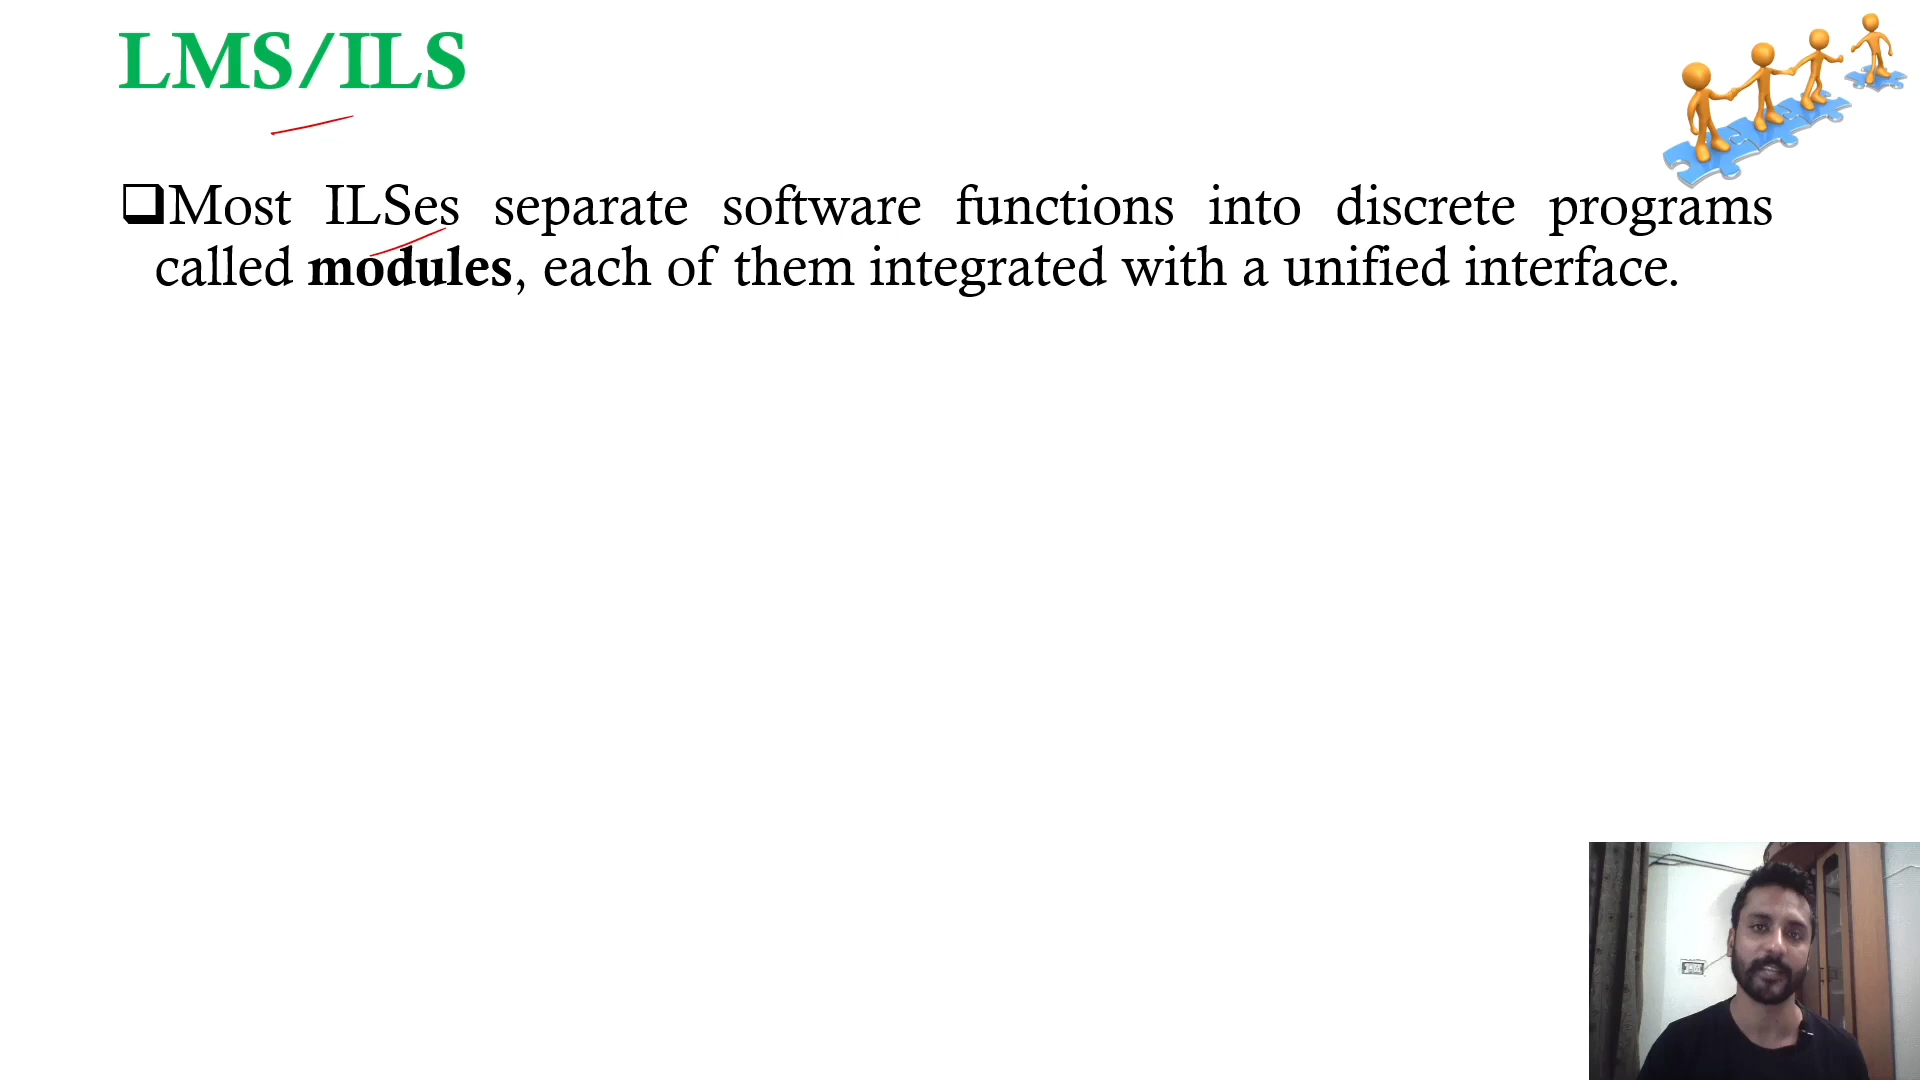 LMS/ILS
Most ILSes separate software functions into discrete programs
called modules, each of them integrated with a unified interface.